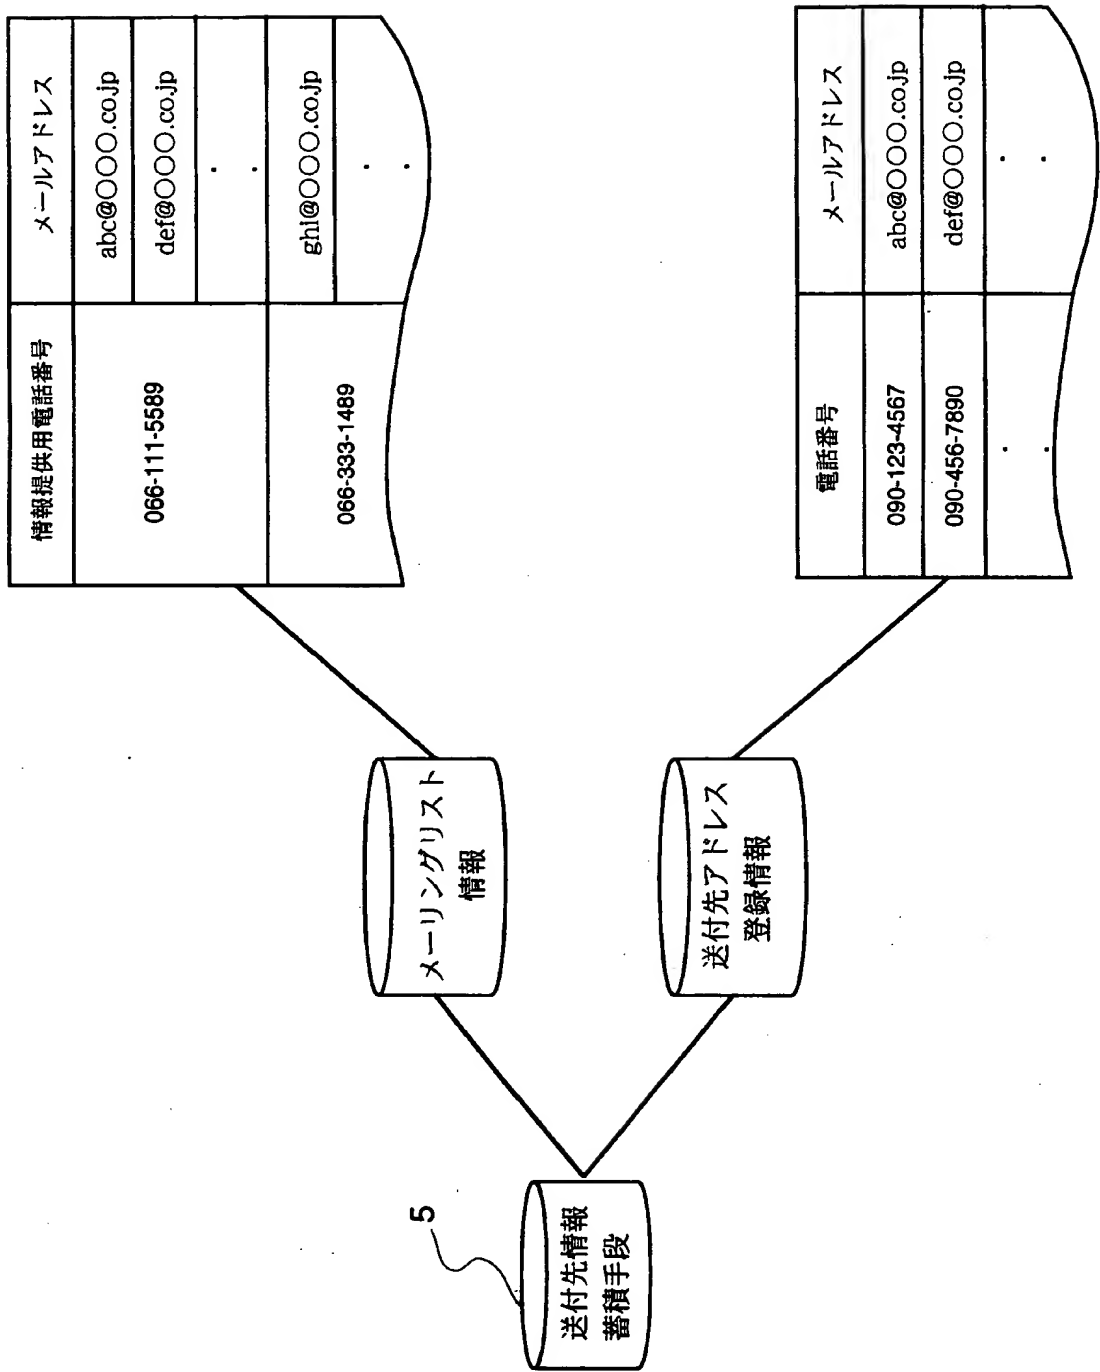 5
送付先情報
蓄積手段
メーリングリスト
情報
情報提供用電話番号 メールアドレス
066-111-5589 abc@○○○.co.jp
def@○○○.co.jp
・
・
066-333-1489 ghi@○○○.co.jp
・
・
送付先アドレス
登録情報
電話番号 メールアドレス
090-123-4567 abc@○○○.co.jp
090-456-7890 def@○○○.co.jp
・ ・
・ ・